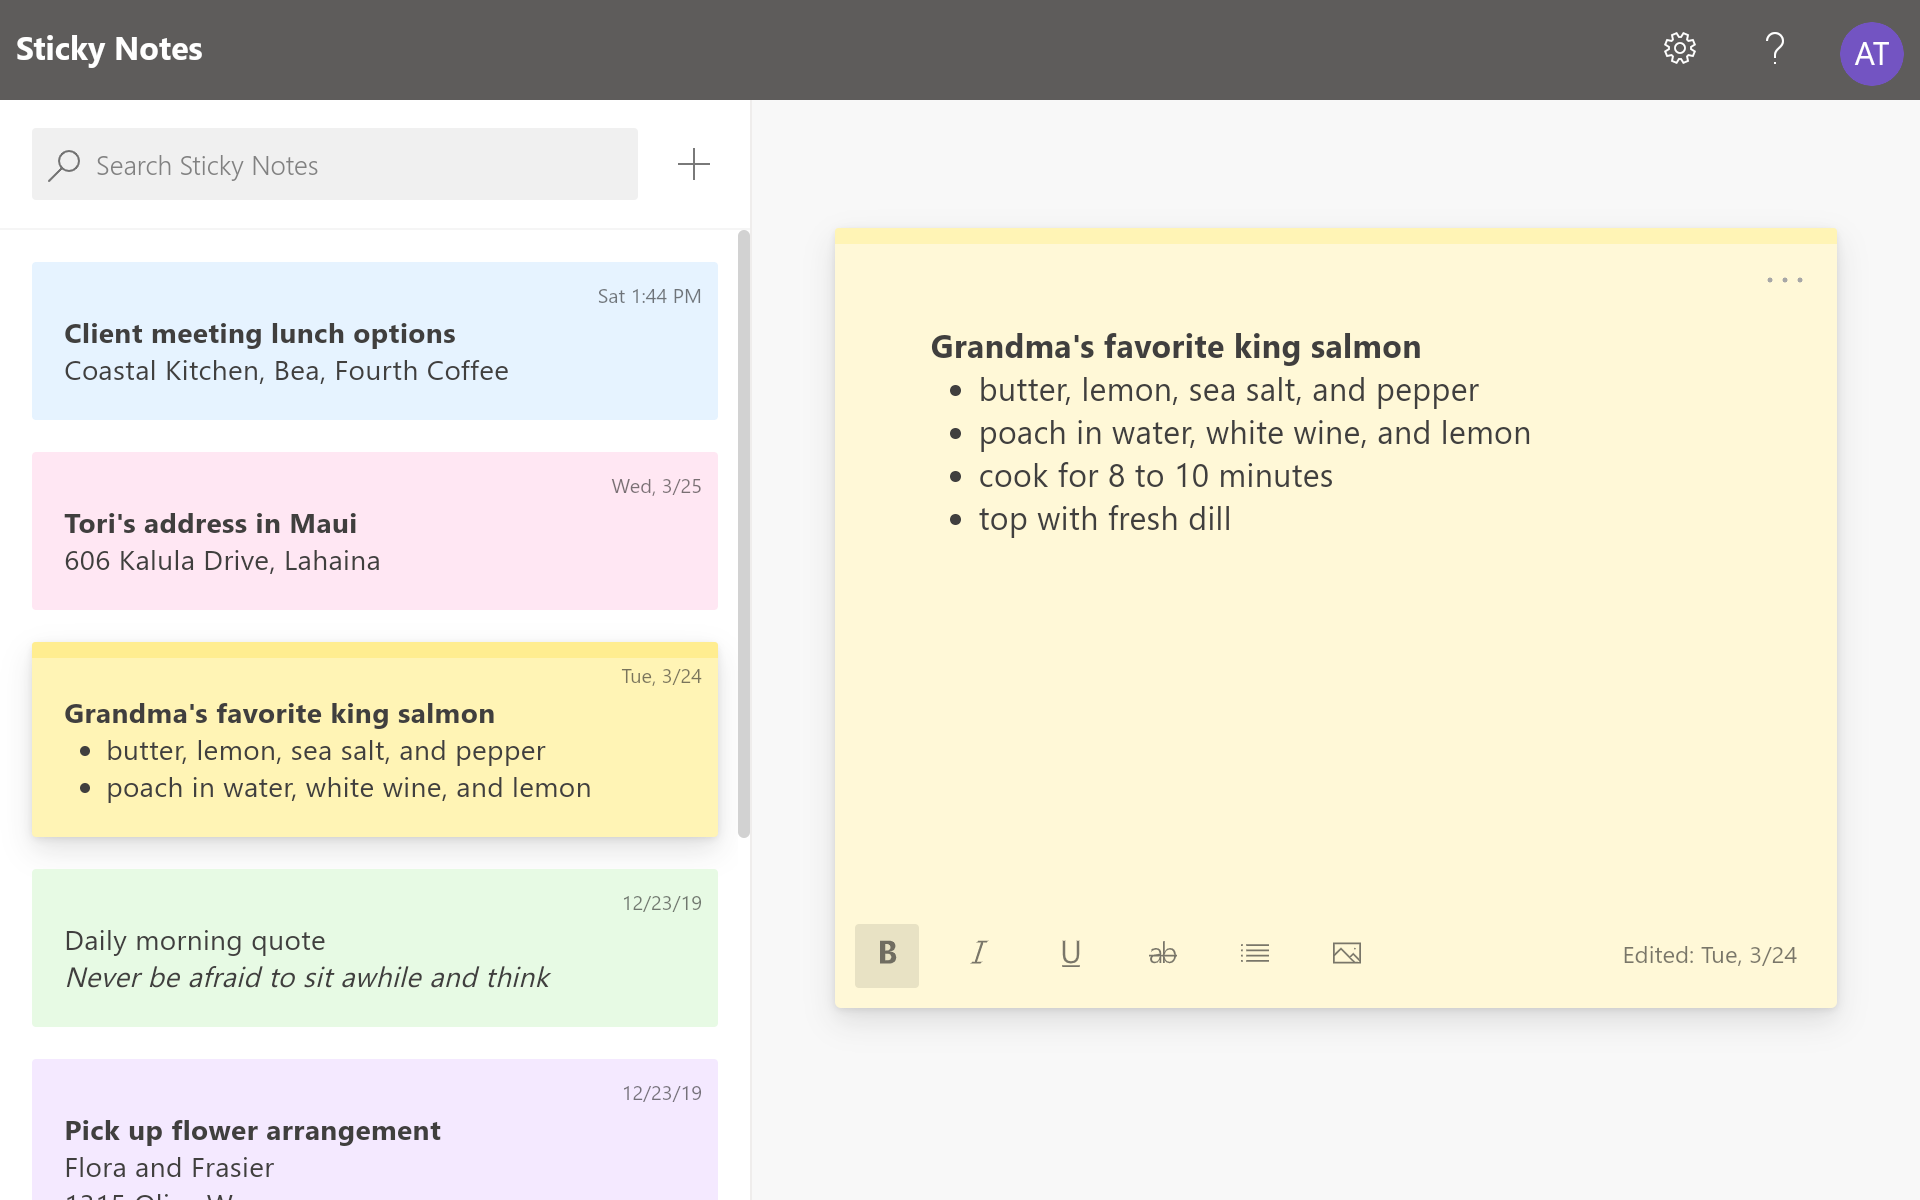 Sticky Notes
AT
Search Sticky Notes
Sat 1:44 PM
Client meeting lunch options
Coastal Kitchen, Bea, Fourth Coffee
Wed, 3/25
Tori's address in Maui
606 Kalula Drive, Lahaina
Tue, 3/24
Grandma's favorite king salmon
• butter, lemon, sea salt, and pepper
• poach in water, white wine, and lemon
12/23/19
Daily morning quote
Never be afraid to sit awhile and think
12/23/19
Pick up flower arrangement
Flora and Frasier
Grandma's favorite king salmon
• butter, lemon, sea salt, and pepper
• poach in water, white wine, and lemon
• cook for 8 to 10 minutes
• top with fresh dill
B I U ab
Edited: Tue, 3/24